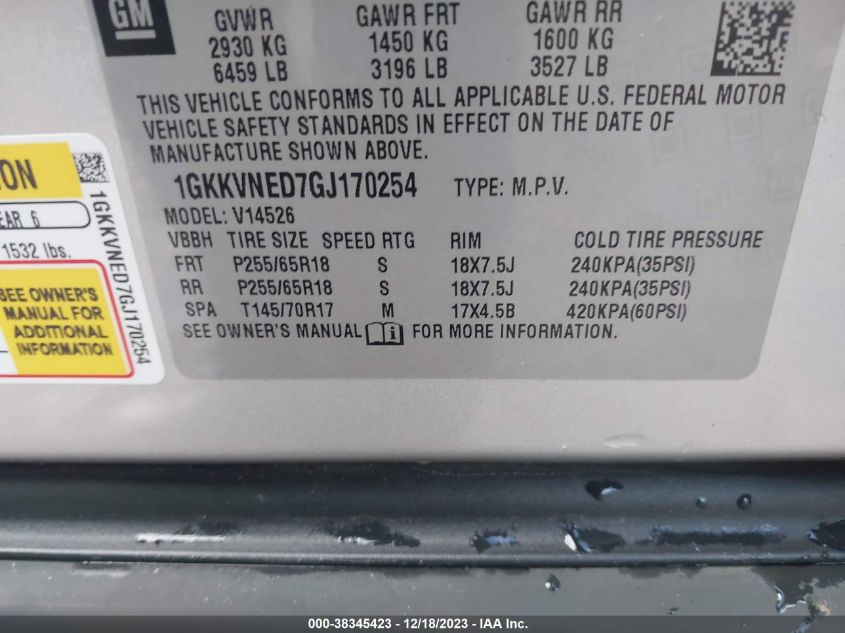 GM
GVWR GAWR FRT GAWR RR
2930 KG 1450 KG 1600 KG
6459 LB 3196 LB 3527 LB
THIS VEHICLE CONFORMS TO ALL APPLICABLE U.S. FEDERAL MOTOR
VEHICLE SAFETY STANDARDS IN EFFECT ON THE DATE OF
MANUFACTURE SHOWN ABOVE.
1GKKVNED7GJ170254 TYPE: M.P.V.
MODEL: V14526
VBBH TIRE SIZE SPEED RTG RIM COLD TIRE PRESSURE
FRT P255/65R18 S 18X7.5J 240KPA(35PSI)
RR P255/65R18 S 18X7.5J 240KPA(35PSI)
SPA T145/70R17 M 17X4.5B 420KPA(60PSI)
SEE OWNER'S MANUAL FOR MORE INFORMATION.
ION
EAR 6
1532 lbs.
SEE OWNER'S
MANUAL FOR
ADDITIONAL
INFORMATION
1GKKVNED7GJ170254
000-38345423 - 12/18/2023 - IAA Inc.